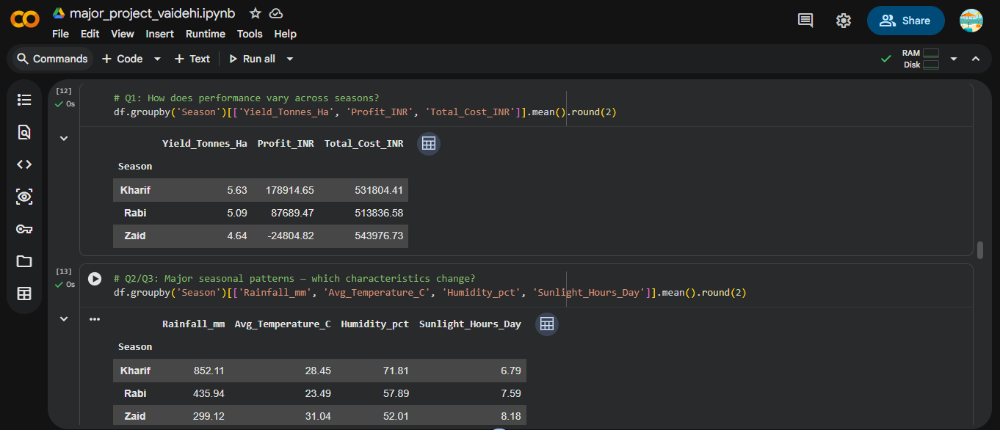 major_project_vaidehi.ipynb
File Edit View Insert Runtime Tools Help
Share
Commands + Code + Text Run all
RAM
Disk
[12]
0s
# Q1: How does performance vary across seasons?
df.groupby('Season')[['Yield_Tonnes_Ha', 'Profit_INR', 'Total_Cost_INR']].mean().round(2)
Yield_Tonnes_Ha Profit_INR Total_Cost_INR
Season
Kharif 5.63 178914.65 531804.41
Rabi 5.09 87689.47 513836.58
Zaid 4.64 -24804.82 543976.73
[13]
0s
# Q2/Q3: Major seasonal patterns — which characteristics change?
df.groupby('Season')[['Rainfall_mm', 'Avg_Temperature_C', 'Humidity_pct', 'Sunlight_Hours_Day']].mean().round(2)
Rainfall_mm Avg_Temperature_C Humidity_pct Sunlight_Hours_Day
Season
Kharif 852.11 28.45 71.81 6.79
Rabi 435.94 23.49 57.89 7.59
Zaid 299.12 31.04 52.01 8.18